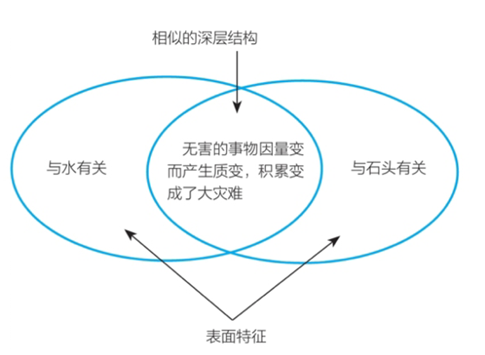 相似的深层结构
与水有关
无害的事物因量变
而产生质变，积累变
成了大灾难
与石头有关
表面特征